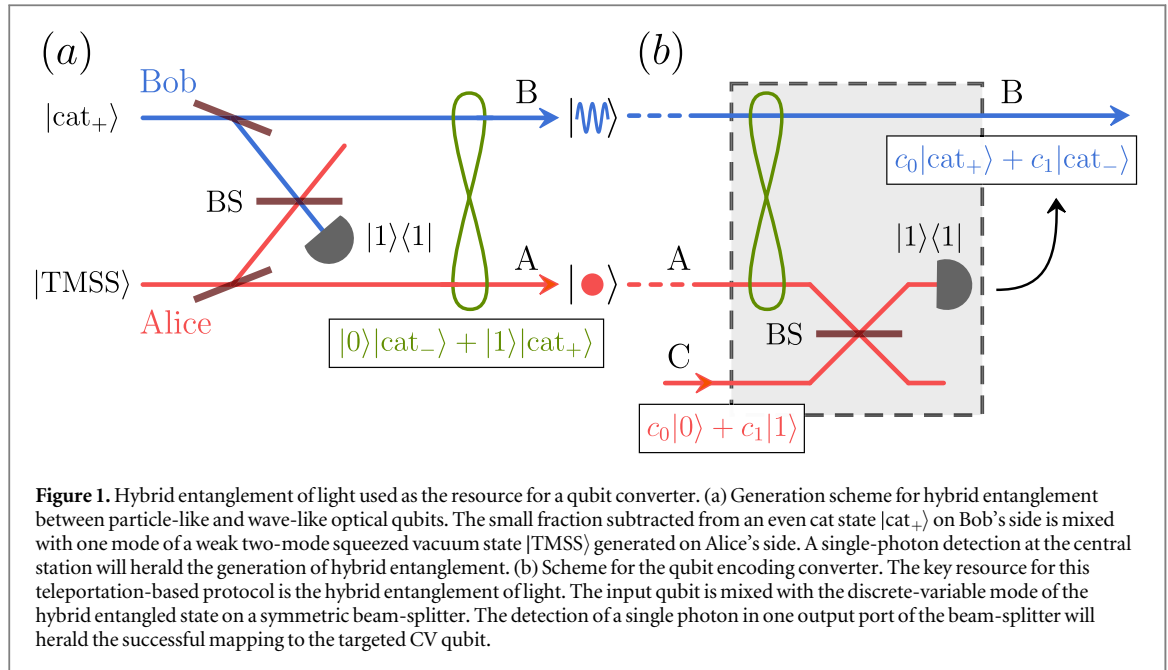 (a)
Bob
|cat₊⟩
BS
|1⟩⟨1|
|TMSS⟩
Alice
B
A
|0⟩|cat₋⟩ + |1⟩|cat₊⟩
(b)
B
c₀|cat₊⟩ + c₁|cat₋⟩
|1⟩⟨1|
A
BS
C
c₀|0⟩ + c₁|1⟩
Figure 1. Hybrid entanglement of light used as the resource for a qubit converter. (a) Generation scheme for hybrid entanglement
between particle-like and wave-like optical qubits. The small fraction subtracted from an even cat state |cat₊⟩ on Bob's side is mixed
with one mode of a weak two-mode squeezed vacuum state |TMSS⟩ generated on Alice's side. A single-photon detection at the central
station will herald the generation of hybrid entanglement. (b) Scheme for the qubit encoding converter. The key resource for this
teleportation-based protocol is the hybrid entanglement of light. The input qubit is mixed with the discrete-variable mode of the
hybrid entangled state on a symmetric beam-splitter. The detection of a single photon in one output port of the beam-splitter will
herald the successful mapping to the targeted CV qubit.